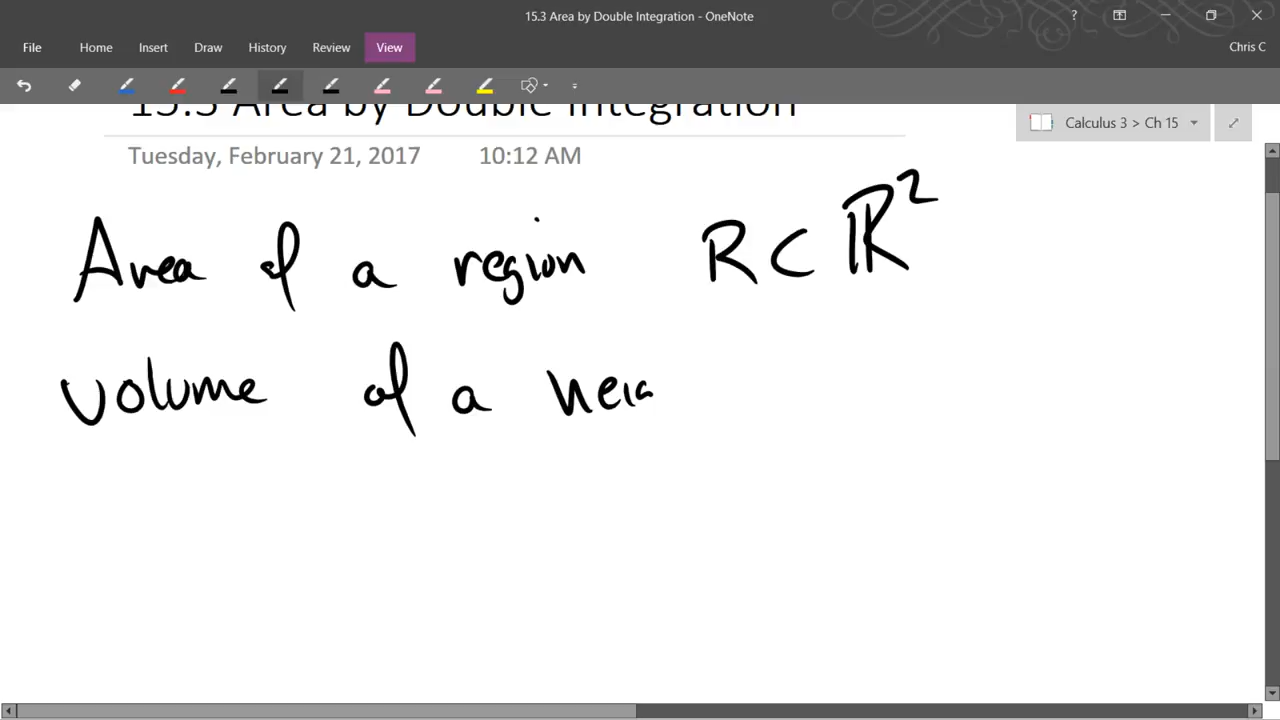 15.3 Area by Double Integration - OneNote
File Home Insert Draw History Review View
Chris C
15.3 Area by Double Integration
Calculus 3 > Ch 15
Tuesday, February 21, 2017 10:12 AM
Area of a region R ⊂ ℝ²
volume of a heig